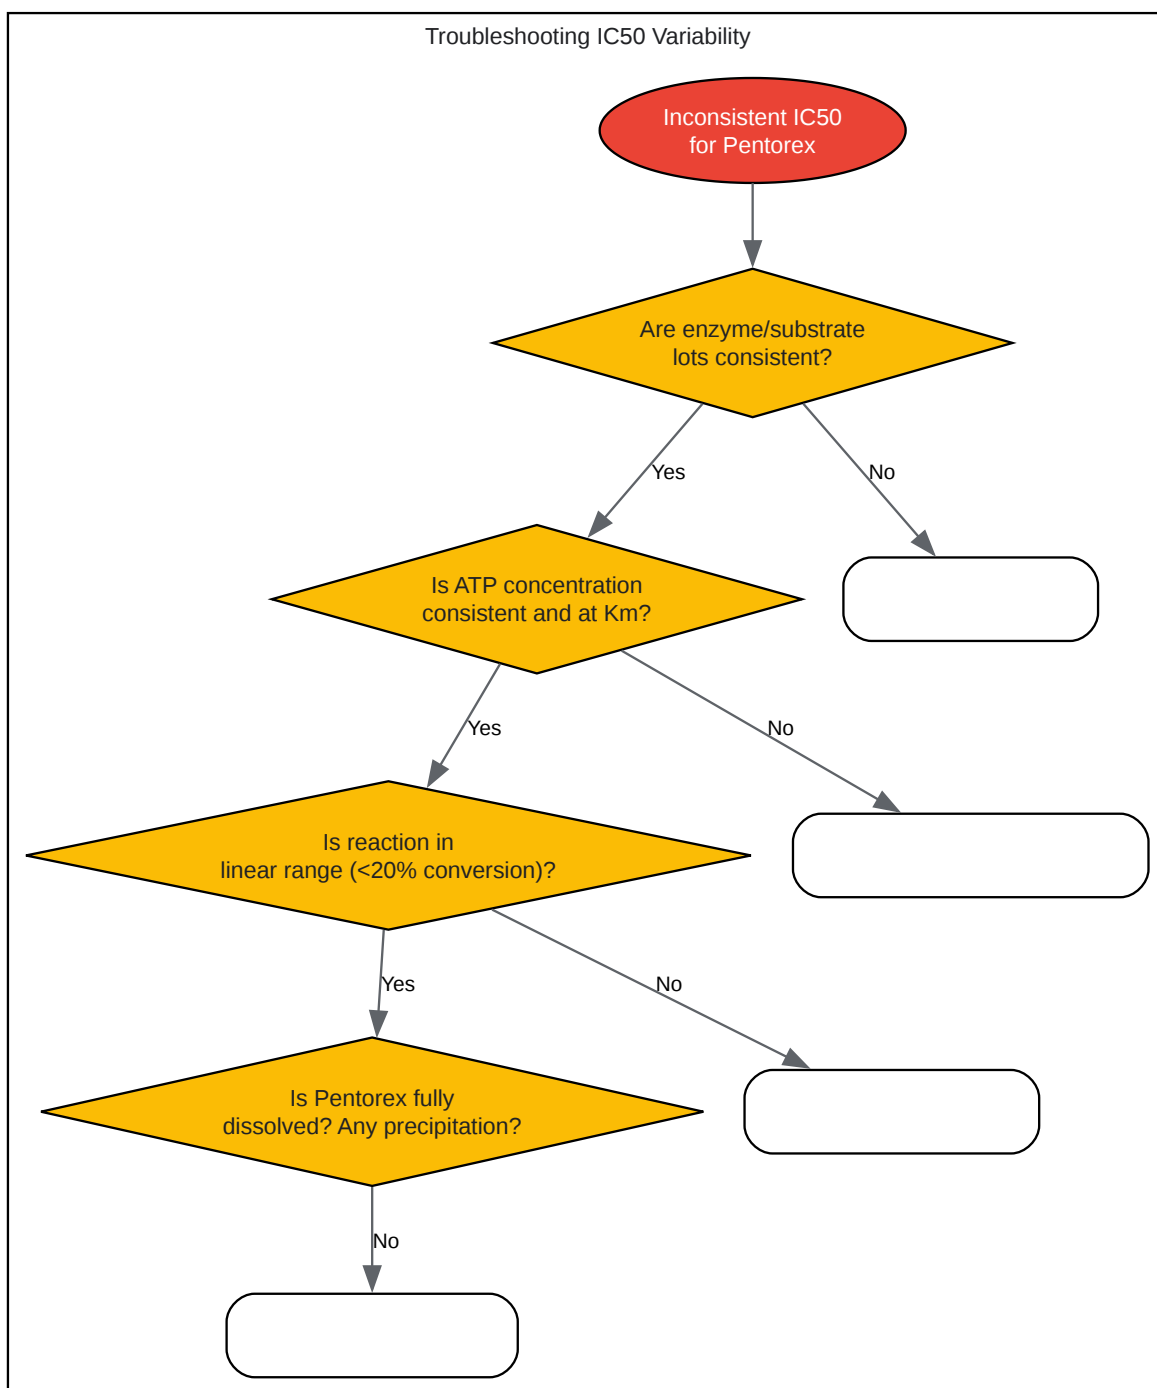 Troubleshooting IC50 Variability
Inconsistent IC50
for Pentorex
Are enzyme/substrate
lots consistent?
Yes
No
Is ATP concentration
consistent and at Km?
Yes
No
Is reaction in
linear range (<20% conversion)?
Yes
No
Is Pentorex fully
dissolved? Any precipitation?
No